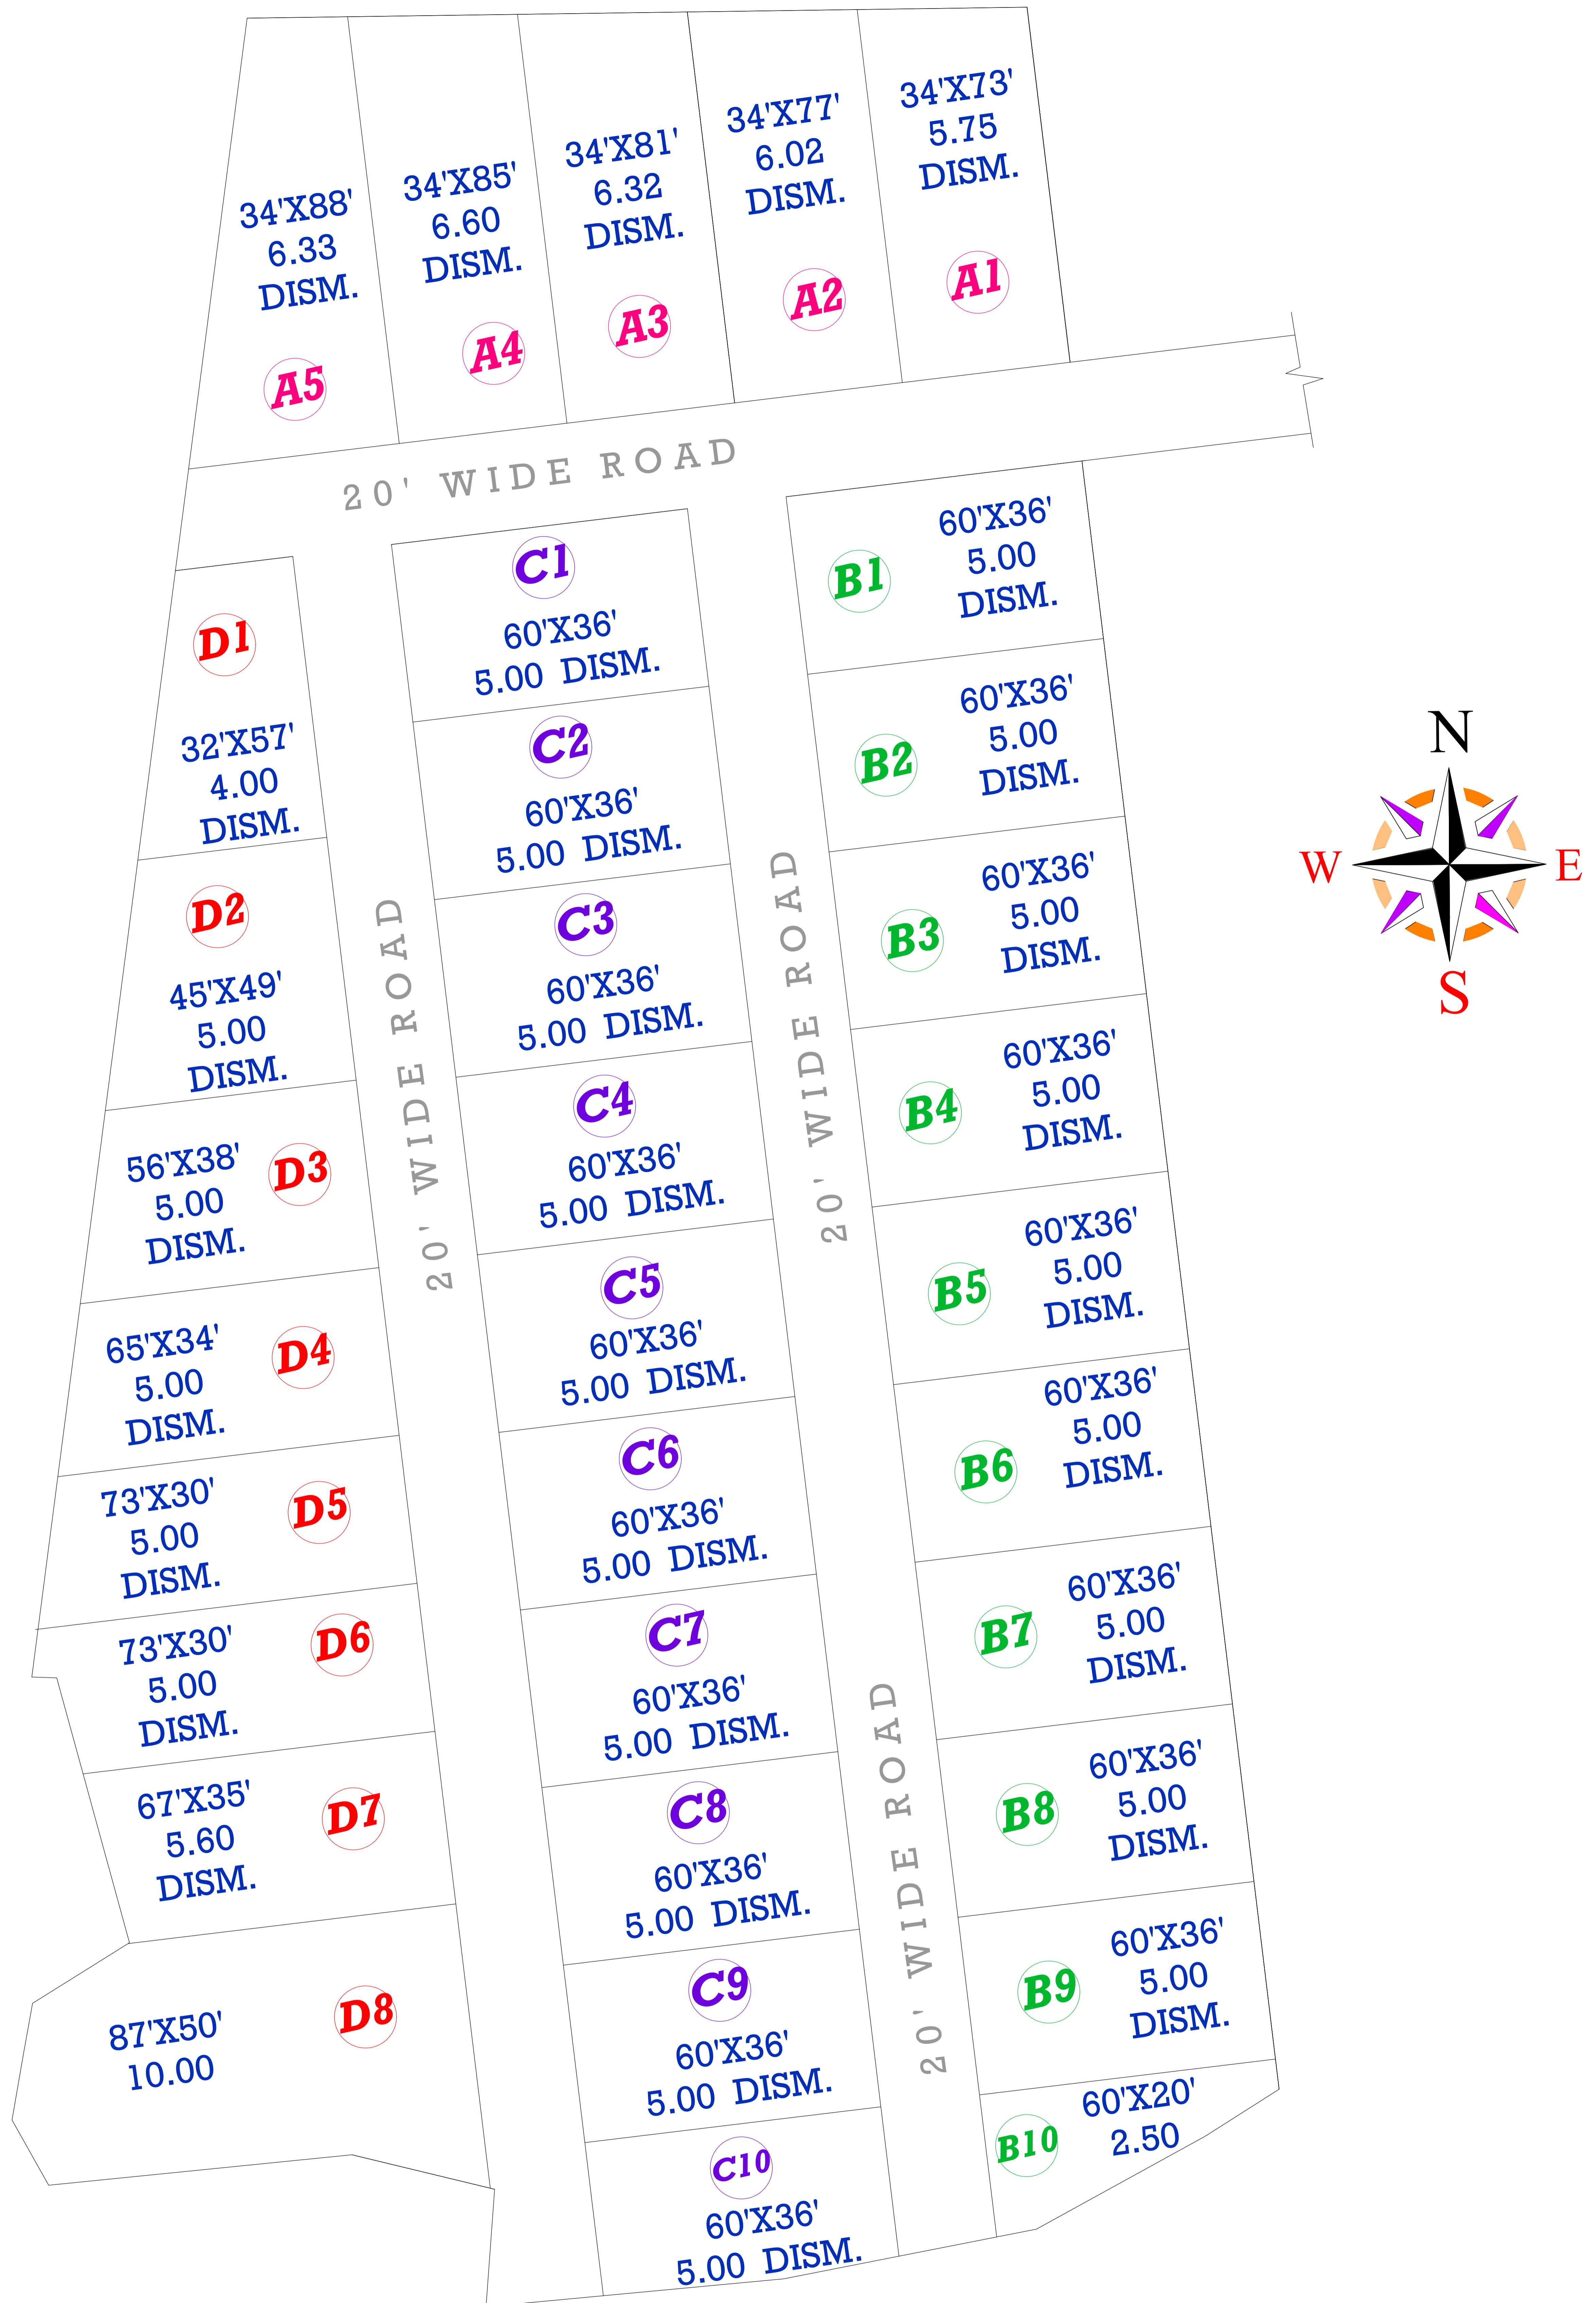 34'X88'
6.33
DISM.
A5
34'X85'
6.60
DISM.
A4
34'X81'
6.32
DISM.
A3
34'X77'
6.02
DISM.
A2
34'X73'
5.75
DISM.
A1
20' WIDE ROAD
D1
32'X57'
4.00
DISM.
D2
45'X49'
5.00
DISM.
56'X38'
5.00
DISM.
D3
65'X34'
5.00
DISM.
D4
73'X30'
5.00
DISM.
D5
73'X30'
5.00
DISM.
D6
67'X35'
5.60
DISM.
D7
87'X50'
10.00
D8
20' WIDE ROAD
C1
60'X36'
5.00 DISM.
C2
60'X36'
5.00 DISM.
C3
60'X36'
5.00 DISM.
C4
60'X36'
5.00 DISM.
C5
60'X36'
5.00 DISM.
C6
60'X36'
5.00 DISM.
C7
60'X36'
5.00 DISM.
C8
60'X36'
5.00 DISM.
C9
60'X36'
5.00 DISM.
C10
60'X36'
5.00 DISM.
20' WIDE ROAD
20' WIDE ROAD
B1
60'X36'
5.00
DISM.
B2
60'X36'
5.00
DISM.
B3
60'X36'
5.00
DISM.
B4
60'X36'
5.00
DISM.
B5
60'X36'
5.00
DISM.
B6
60'X36'
5.00
DISM.
B7
60'X36'
5.00
DISM.
B8
60'X36'
5.00
DISM.
B9
60'X36'
5.00
DISM.
B10
60'X20'
2.50
N
W
E
S